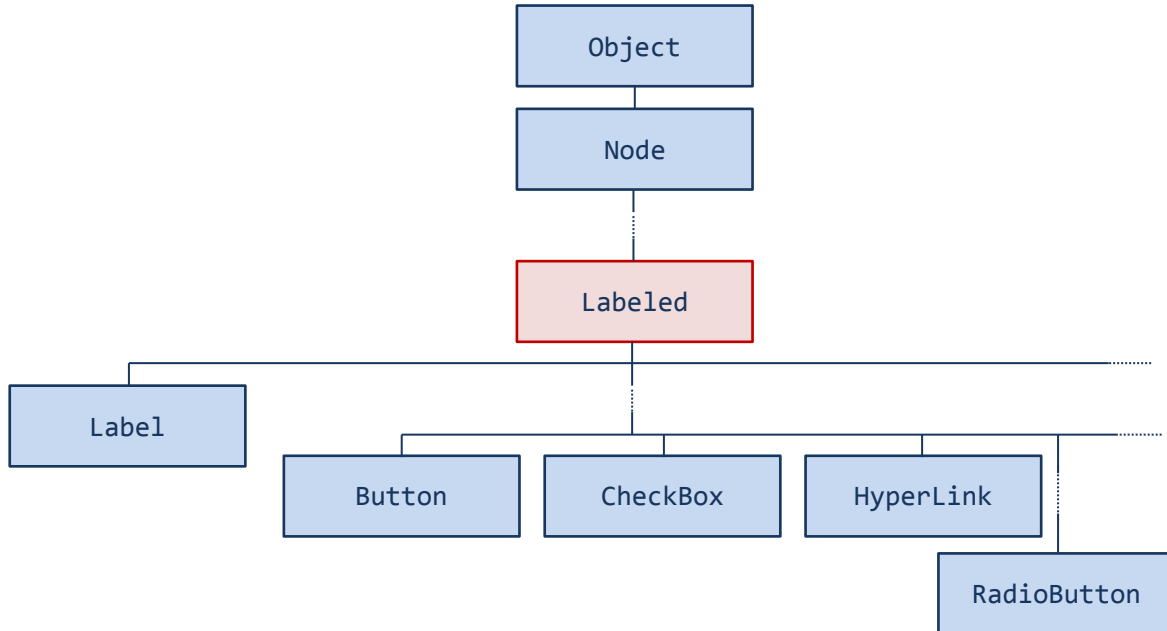 Object
Node
Labeled
Label
Button
CheckBox
HyperLink
RadioButton